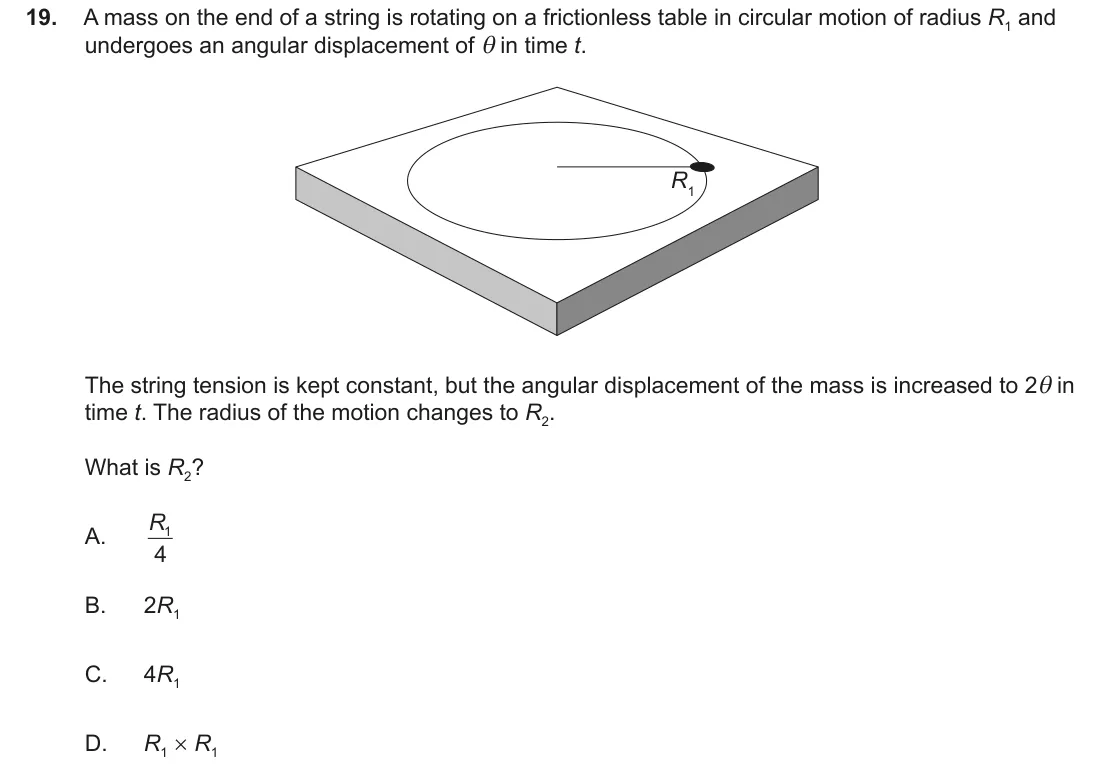 19. A mass on the end of a string is rotating on a frictionless table in circular motion of radius R₁ and
undergoes an angular displacement of θ in time t.
R₁
The string tension is kept constant, but the angular displacement of the mass is increased to 2θ in
time t. The radius of the motion changes to R₂.
What is R₂?
A. R₁/4
B. 2R₁
C. 4R₁
D. R₁ × R₁